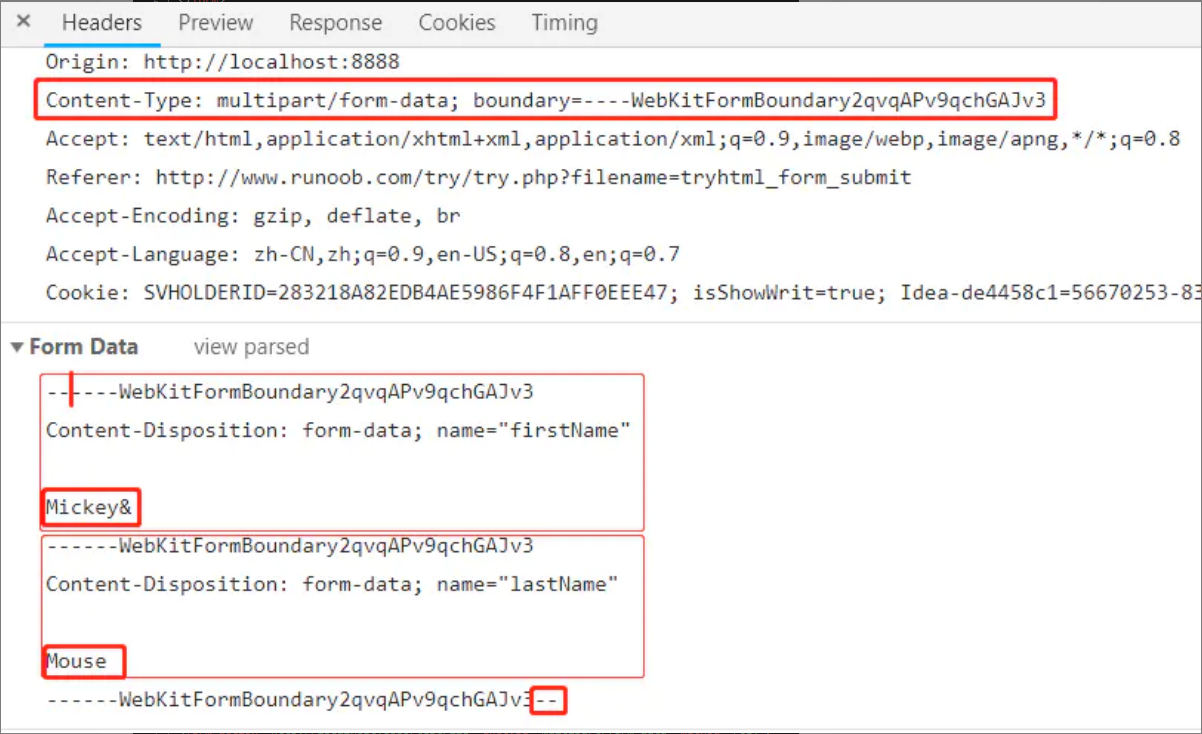 × Headers Preview Response Cookies Timing
Origin: http://localhost:8888
Content-Type: multipart/form-data; boundary=----WebKitFormBoundary2qvqAPv9qchGAJv3
Accept: text/html,application/xhtml+xml,application/xml;q=0.9,image/webp,image/apng,*/*;q=0.8
Referer: http://www.runoob.com/try/try.php?filename=tryhtml_form_submit
Accept-Encoding: gzip, deflate, br
Accept-Language: zh-CN,zh;q=0.9,en-US;q=0.8,en;q=0.7
Cookie: SVHOLDERID=283218A82EDB4AE5986F4F1AFF0EEE47; isShowWrit=true; Idea-de4458c1=56670253-83
▼ Form Data view parsed
------WebKitFormBoundary2qvqAPv9qchGAJv3
Content-Disposition: form-data; name="firstName"
Mickey&
------WebKitFormBoundary2qvqAPv9qchGAJv3
Content-Disposition: form-data; name="lastName"
Mouse
------WebKitFormBoundary2qvqAPv9qchGAJv3--